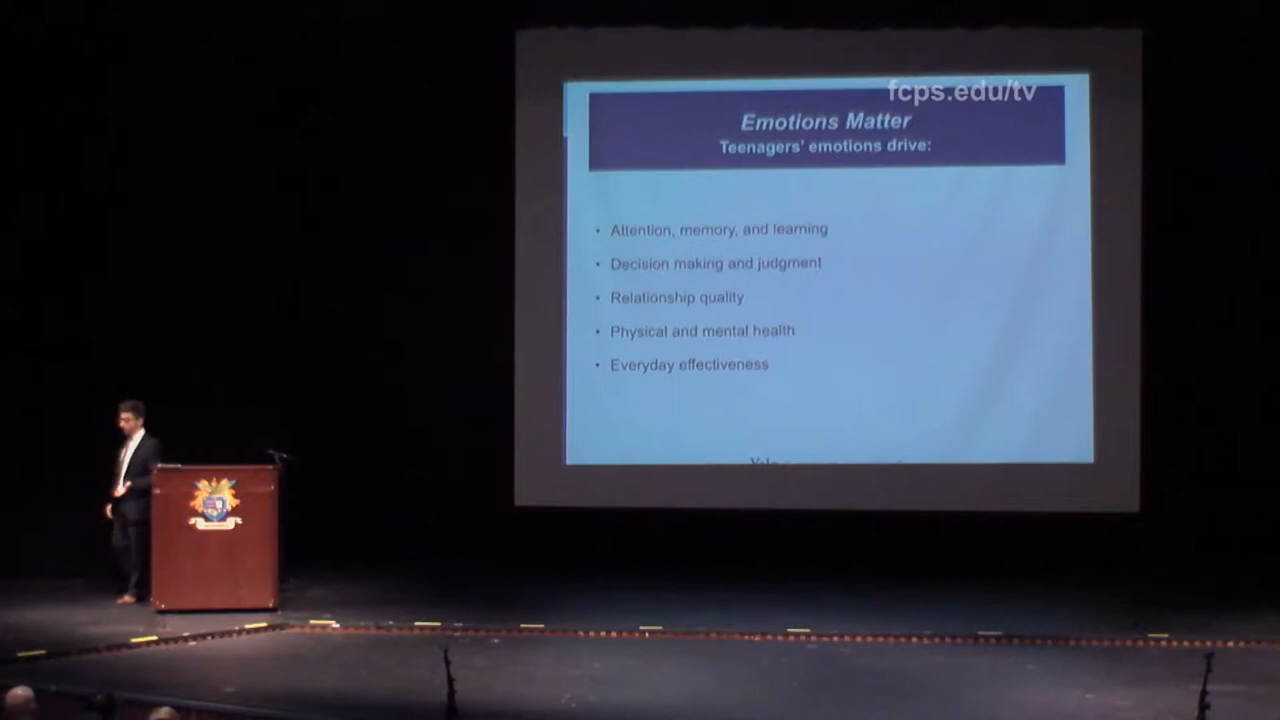 fcps.edu/tv
Emotions Matter
Teenagers' emotions drive:
• Attention, memory, and learning
• Decision making and judgment
• Relationship quality
• Physical and mental health
• Everyday effectiveness